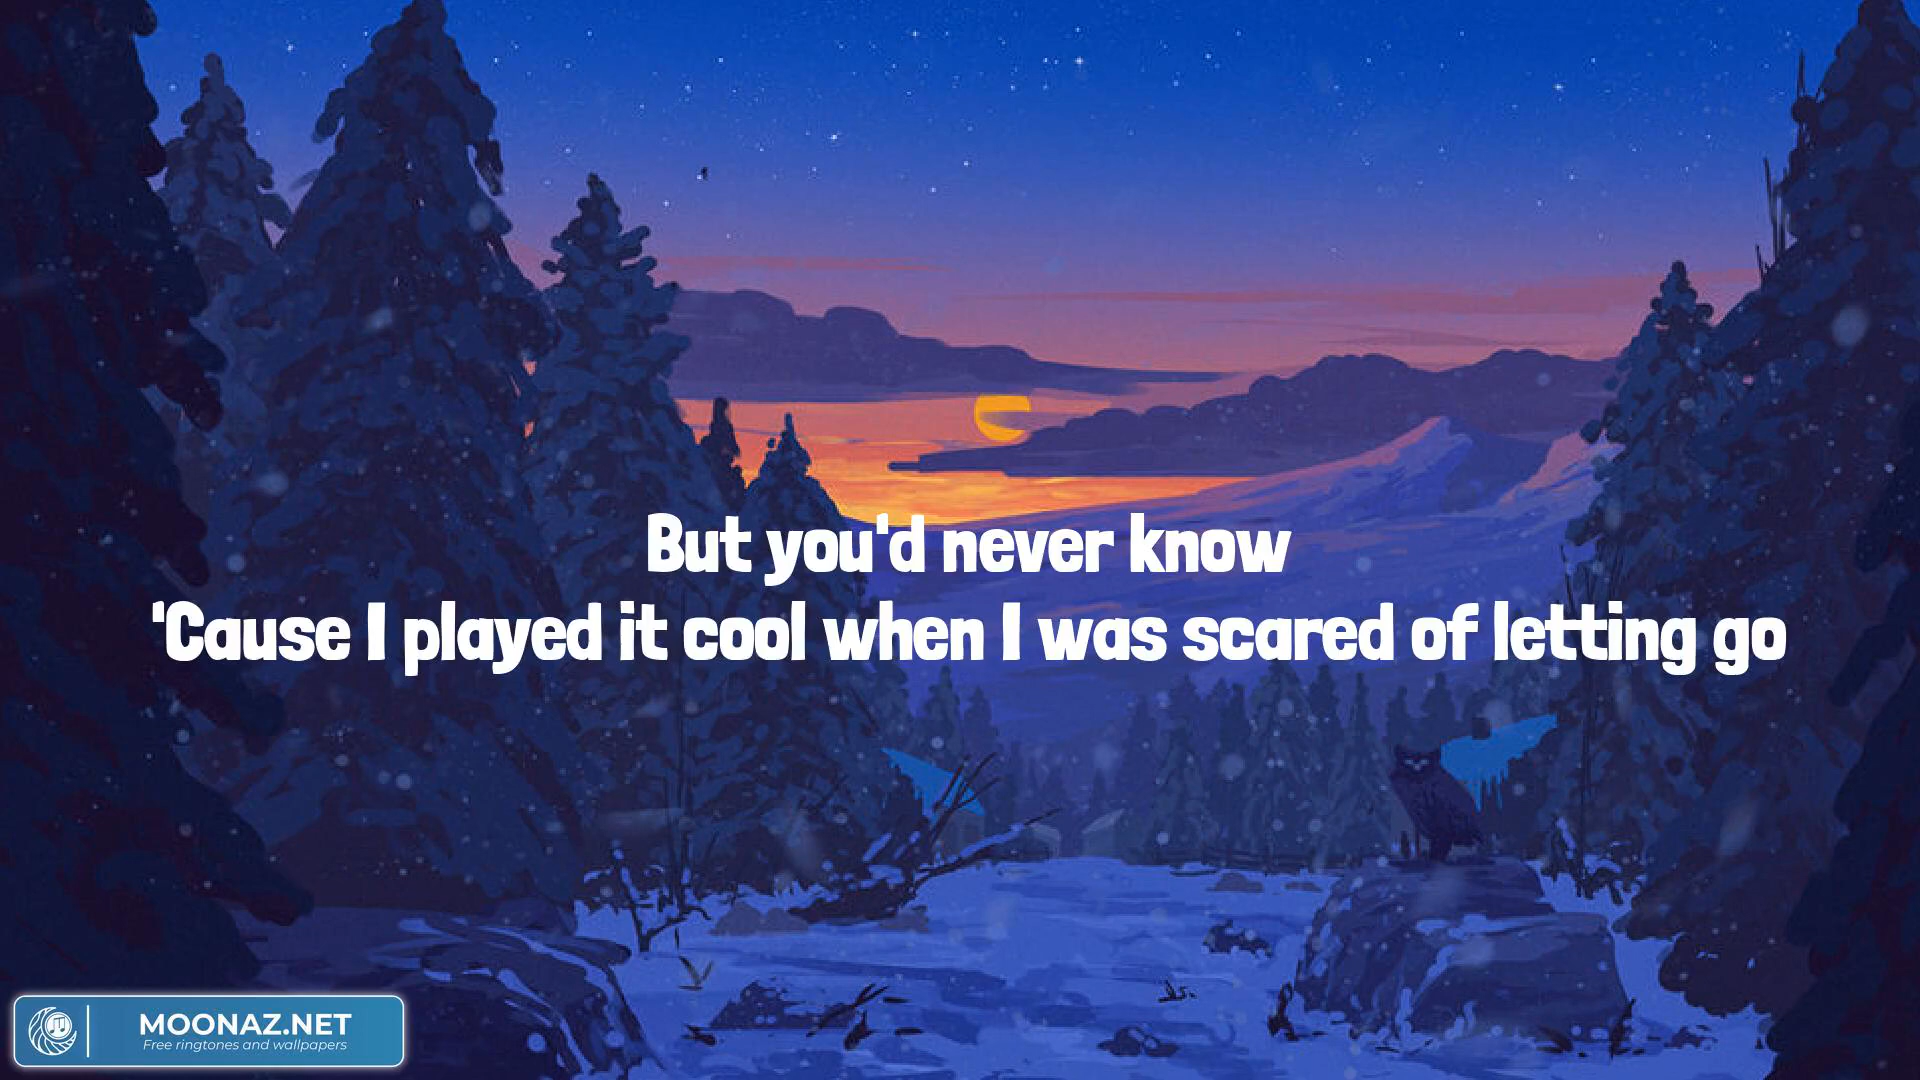 But you'd never know
'Cause I played it cool when I was scared of letting go
MOONAZ.NET
Free ringtones and wallpapers